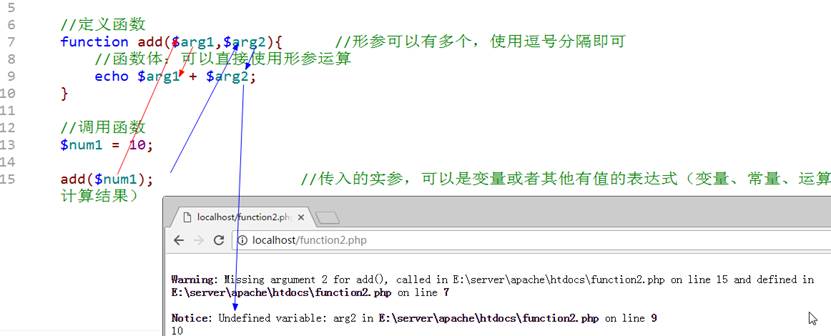 5
6 //定义函数
7 function add($arg1,$arg2){ //形参可以有多个，使用逗号分隔即可
8 //函数体：可以直接使用形参运算
9 echo $arg1 + $arg2;
10 }
11
12 //调用函数
13 $num1 = 10;
14
15 add($num1); //传入的实参，可以是变量或者其他有值的表达式（变量、常量、运算
计算结果）
localhost/function2.ph
localhost/function2.php
Warning: Missing argument 2 for add(), called in E:\server\apache\htdocs\function2.php on line 15 and defined in
E:\server\apache\htdocs\function2.php on line 7
Notice: Undefined variable: arg2 in E:\server\apache\htdocs\function2.php on line 9
10